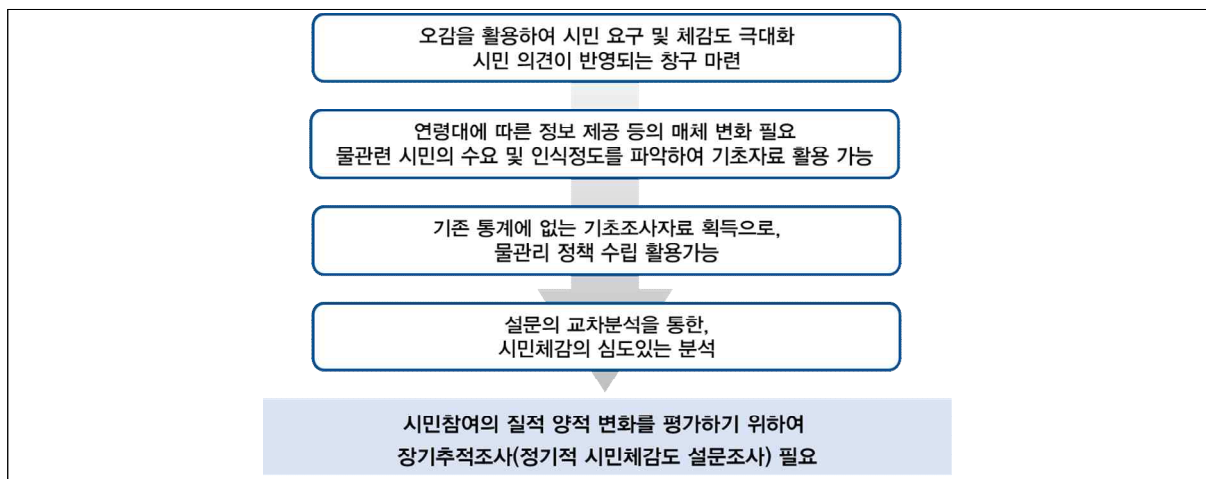 오감을 활용하여 시민 요구 및 체감도 극대화
시민 의견이 반영되는 창구 마련
연령대에 따른 정보 제공 등의 매체 변화 필요
물관련 시민의 수요 및 인식정도를 파악하여 기초자료 활용 가능
기존 통계에 없는 기초조사자료 획득으로,
물관리 정책 수립 활용가능
설문의 교차분석을 통한,
시민체감의 심도있는 분석
시민참여의 질적 양적 변화를 평가하기 위하여
장기추적조사(정기적 시민체감도 설문조사) 필요